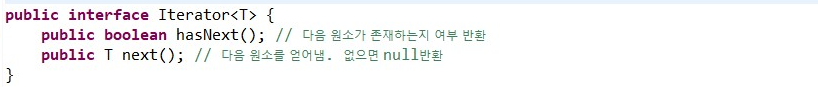 public interface Iterator<T> {
    public boolean hasNext(); // 다음 원소가 존재하는지 여부 반환
    public T next(); // 다음 원소를 얻어냄. 없으면 null반환
}